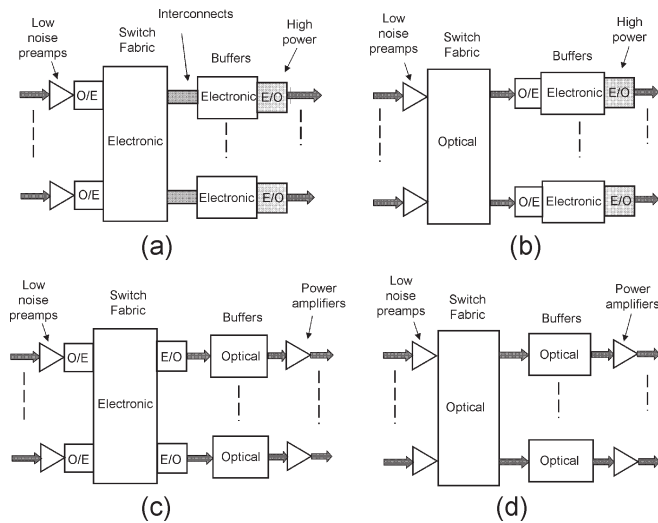 Low
noise
preamps
Switch
Fabric
Interconnects
Buffers
High
power
O/E
Electronic
E/O
Electronic
O/E
Electronic
E/O
(a)
Low
noise
preamps
Switch
Fabric
Buffers
High
power
O/E
Electronic
E/O
Optical
O/E
Electronic
E/O
(b)
Low
noise
preamps
Switch
Fabric
Buffers
Power
amplifiers
O/E
E/O
Optical
Electronic
O/E
E/O
Optical
(c)
Low
noise
preamps
Switch
Fabric
Buffers
Power
amplifiers
Optical
Optical
Optical
(d)